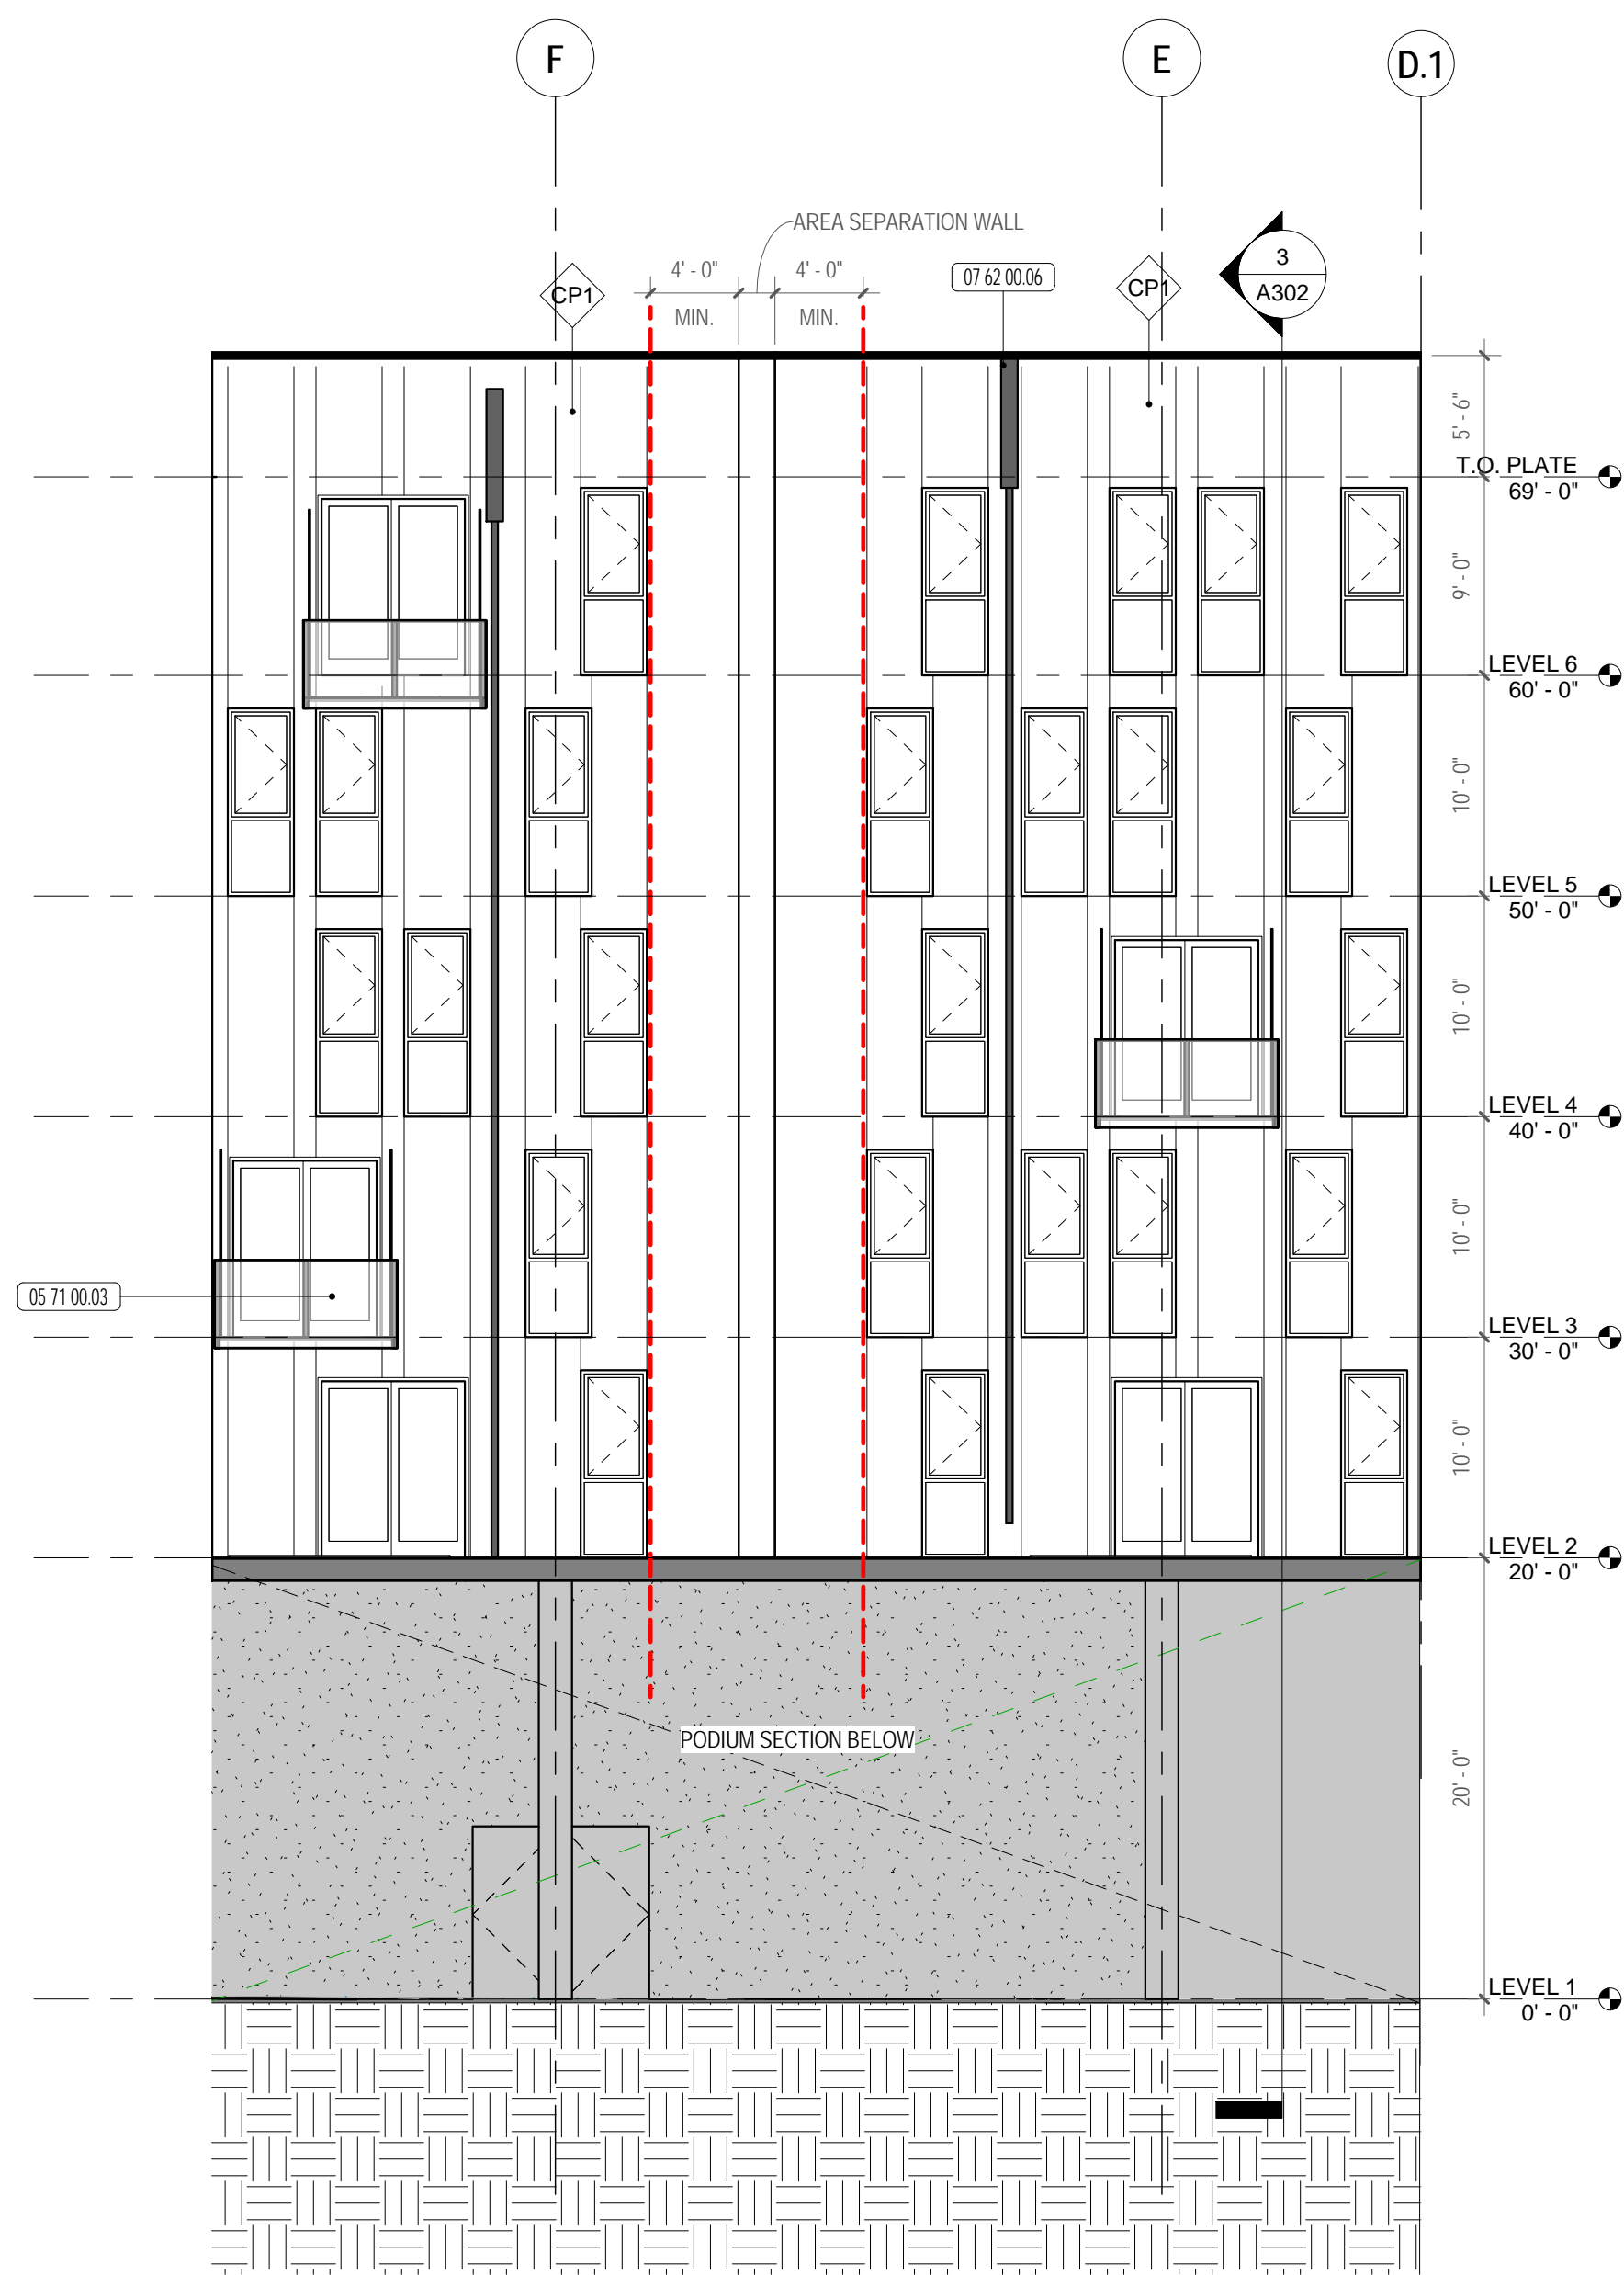 F
E
D.1
AREA SEPARATION WALL
4' - 0"
4' - 0"
MIN.
MIN.
07 62 00.06
CP1
CP1
3
A302
5' - 6"
T.O. PLATE
69' - 0"
9' - 0"
LEVEL 6
60' - 0"
10' - 0"
LEVEL 5
50' - 0"
10' - 0"
LEVEL 4
40' - 0"
10' - 0"
05 71 00.03
LEVEL 3
30' - 0"
10' - 0"
LEVEL 2
20' - 0"
PODIUM SECTION BELOW
20' - 0"
LEVEL 1
0' - 0"